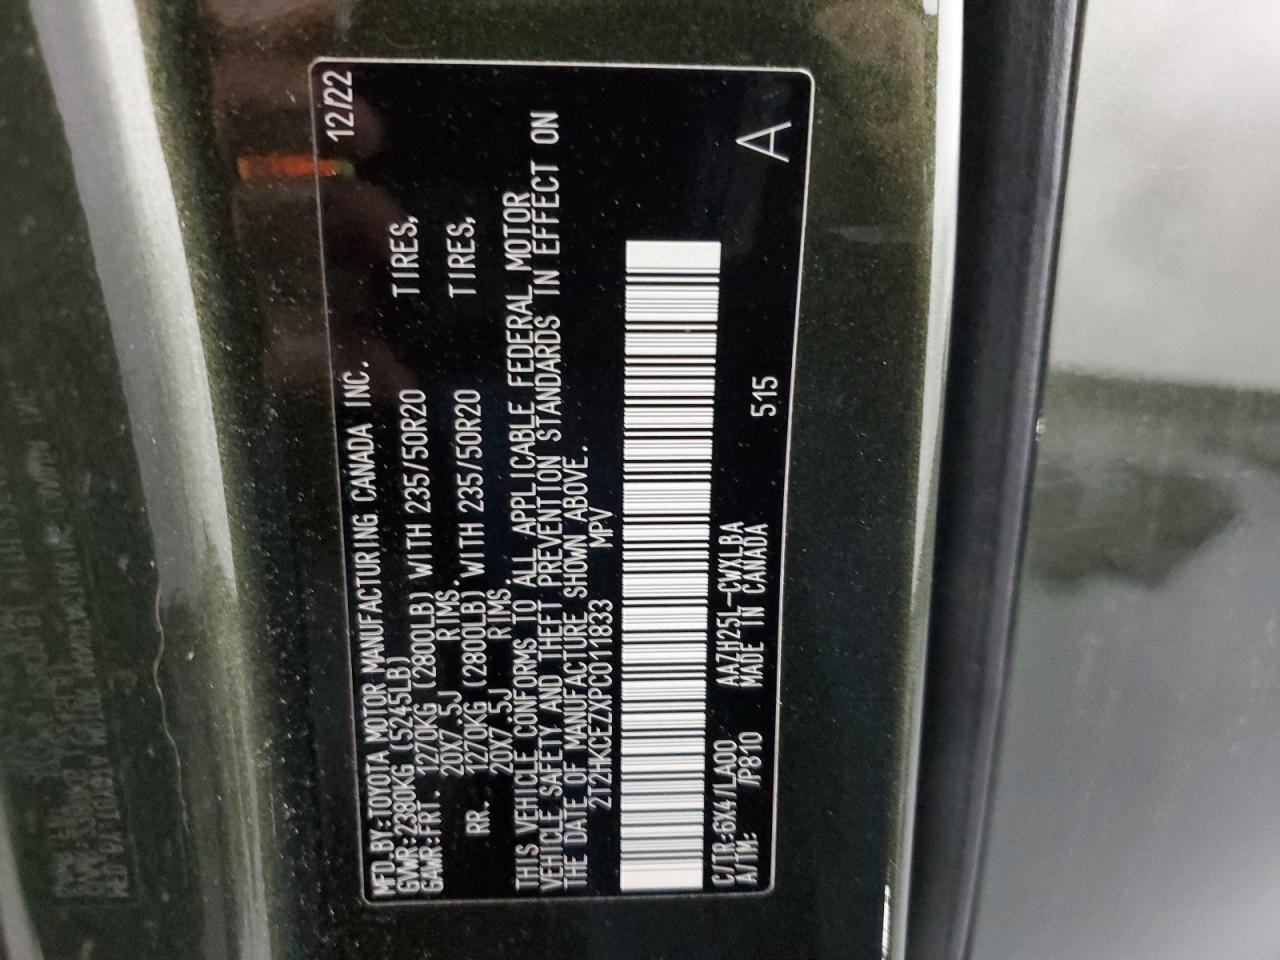 MFD.BY:TOYOTA MOTOR MANUFACTURING CANADA INC. 12/22
GVWR:2380KG (5245LB)
GAWR:FRT. 1270KG (2800LB) WITH 235/50R20 TIRES,
20X7.5J RIMS.
RR. 1270KG (2800LB) WITH 235/50R20 TIRES,
20X7.5J RIMS.
THIS VEHICLE CONFORMS TO ALL APPLICABLE FEDERAL MOTOR
VEHICLE SAFETY AND THEFT PREVENTION STANDARDS IN EFFECT ON
THE DATE OF MANUFACTURE SHOWN ABOVE.
2T2HKCEZXPC011833 MPV
C/TR:6X4/LA00 AAZH25L-CWXLBA
A/TM: /P810 MADE IN CANADA 515 A